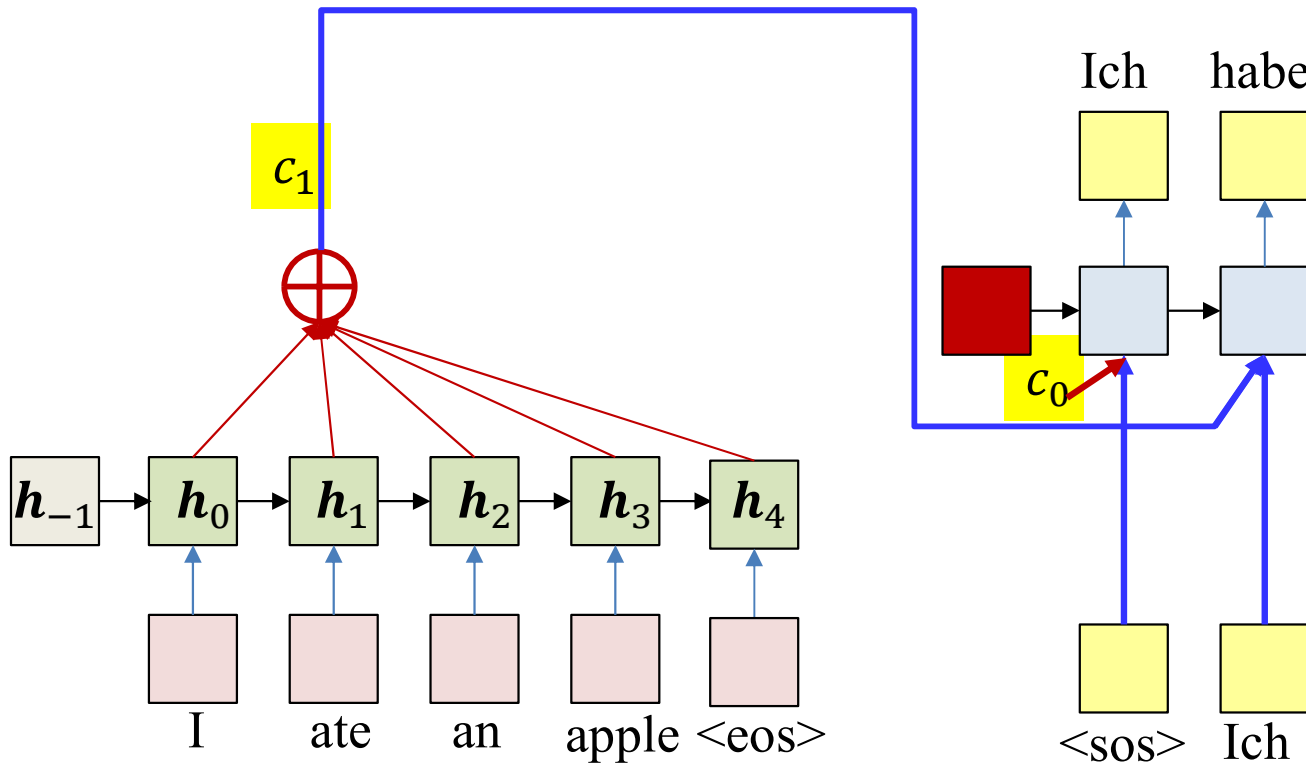 Ich habe
c₁
c₀
h₋₁ h₀ h₁ h₂ h₃ h₄
I ate an apple <eos>
<sos> Ich